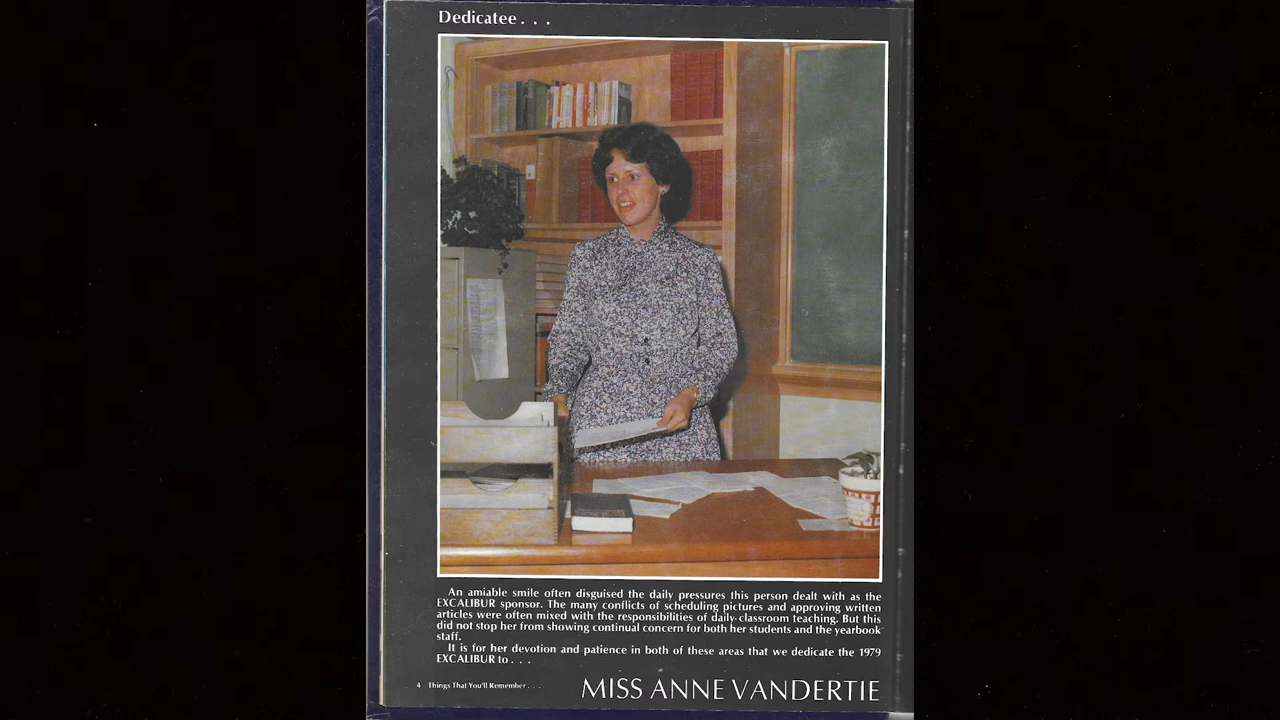 Dedicatee . . .
An amiable smile often disguised the daily pressures this person dealt with as the
EXCALIBUR sponsor. The many conflicts of scheduling pictures and approving written
articles were often mixed with the responsibilities of daily classroom teaching. But this
did not stop her from showing continual concern for both her students and the yearbook
staff.
It is for her devotion and patience in both of these areas that we dedicate the 1979
EXCALIBUR to . . .
4 Things That You'll Remember . . .
MISS ANNE VANDERTIE